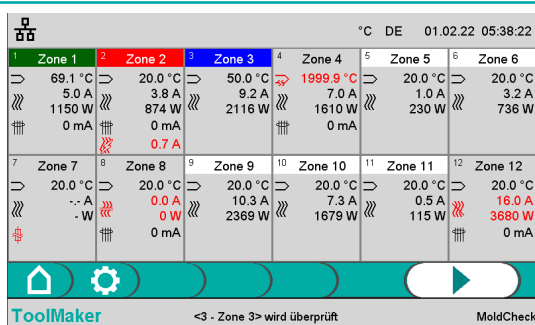 °C DE 01.02.22 05:38:22
1 Zone 1 2 Zone 2 3 Zone 3 4 Zone 4 5 Zone 5 6 Zone 6
69.1 °C 20.0 °C 50.0 °C 1999.9 °C 20.0 °C 20.0 °C
5.0 A 3.8 A 9.2 A 7.0 A 1.0 A 3.2 A
1150 W 874 W 2116 W 1610 W 230 W 736 W
0 mA 0 mA 0 mA
0.7 A
7 Zone 7 8 Zone 8 9 Zone 9 10 Zone 10 11 Zone 11 12 Zone 12
20.0 °C 20.0 °C 20.0 °C 20.0 °C 20.0 °C 20.0 °C
-.- A 0.0 A 10.3 A 7.3 A 0.5 A 16.0 A
- W 0 W 2369 W 1679 W 115 W 3680 W
0 mA 0 mA
ToolMaker <3 - Zone 3> wird überprüft MoldCheck